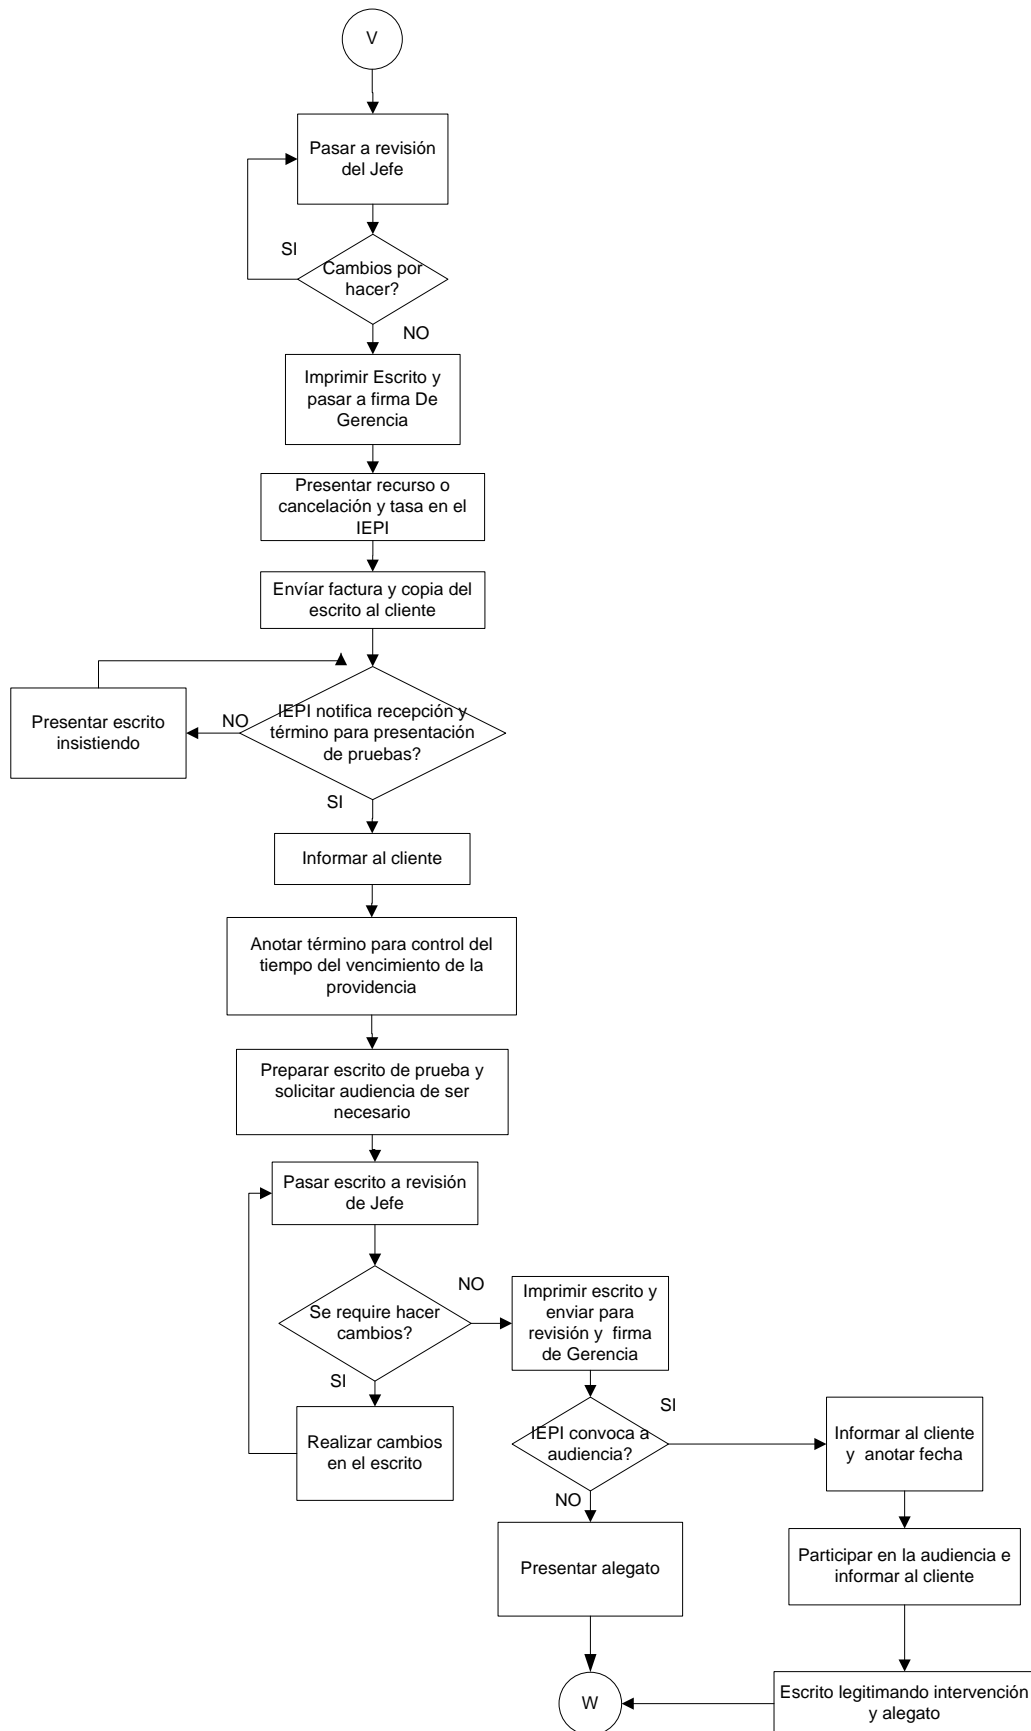 V
Pasar a revisión
del Jefe
SI
Cambios por
hacer?
NO
Imprimir Escrito y
pasar a firma De
Gerencia
Presentar recurso o
cancelación y tasa en el
IEPI
Envíar factura y copia del
escrito al cliente
IEPI notifica recepción y
término para presentación
de pruebas?
NO
Presentar escrito
insistiendo
SI
Informar al cliente
Anotar término para control del
tiempo del vencimiento de la
providencia
Preparar escrito de prueba y
solicitar audiencia de ser
necesario
Pasar escrito a revisión
de Jefe
Se require hacer
cambios?
NO
SI
Realizar cambios
en el escrito
Imprimir escrito y
enviar para
revisión y firma
de Gerencia
IEPI convoca a
audiencia?
SI
NO
Informar al cliente
y anotar fecha
Presentar alegato
Participar en la audiencia e
informar al cliente
Escrito legitimando intervención
y alegato
W